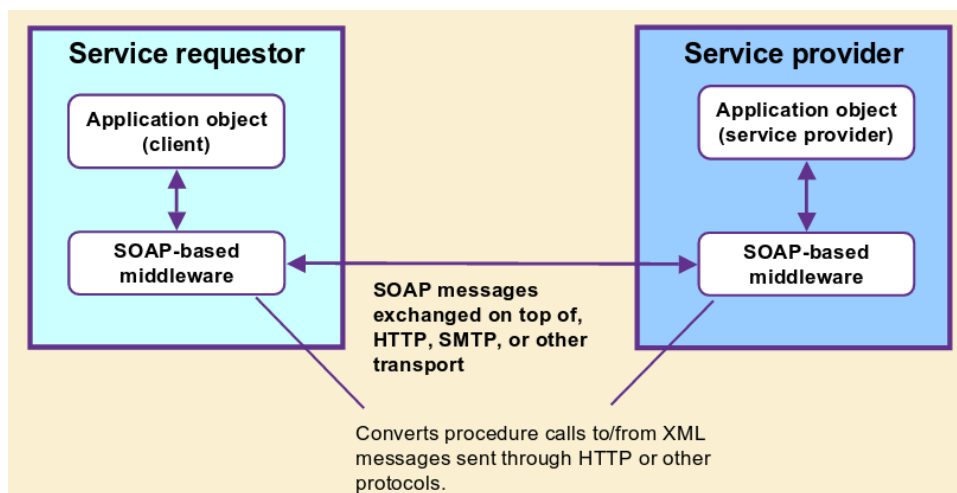 Service requestor
Application object
(client)
SOAP-based
middleware
Service provider
Application object
(service provider)
SOAP-based
middleware
SOAP messages
exchanged on top of,
HTTP, SMTP, or other
transport
Converts procedure calls to/from XML
messages sent through HTTP or other
protocols.